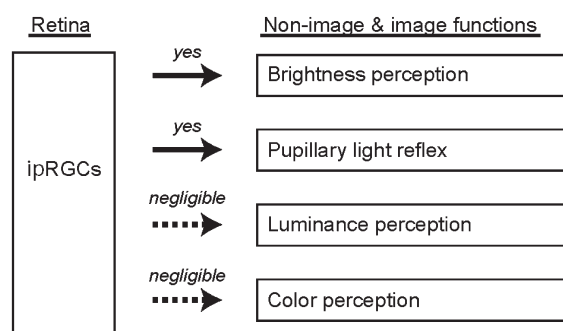 Retina
Non-image & image functions
yes
Brightness perception
yes
Pupillary light reflex
ipRGCs
negligible
Luminance perception
negligible
Color perception